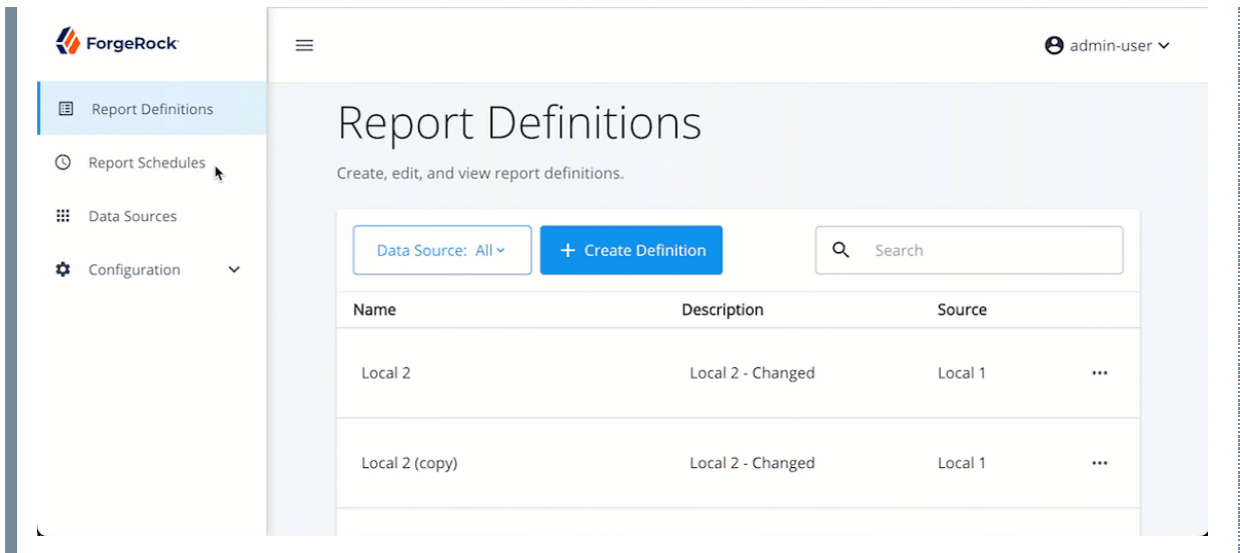 ForgeRock
admin-user
Report Definitions
Report Schedules
Data Sources
Configuration
Report Definitions
Create, edit, and view report definitions.
Data Source: All
+ Create Definition
Search
Name Description Source
Local 2 Local 2 - Changed Local 1 ...
Local 2 (copy) Local 2 - Changed Local 1 ...